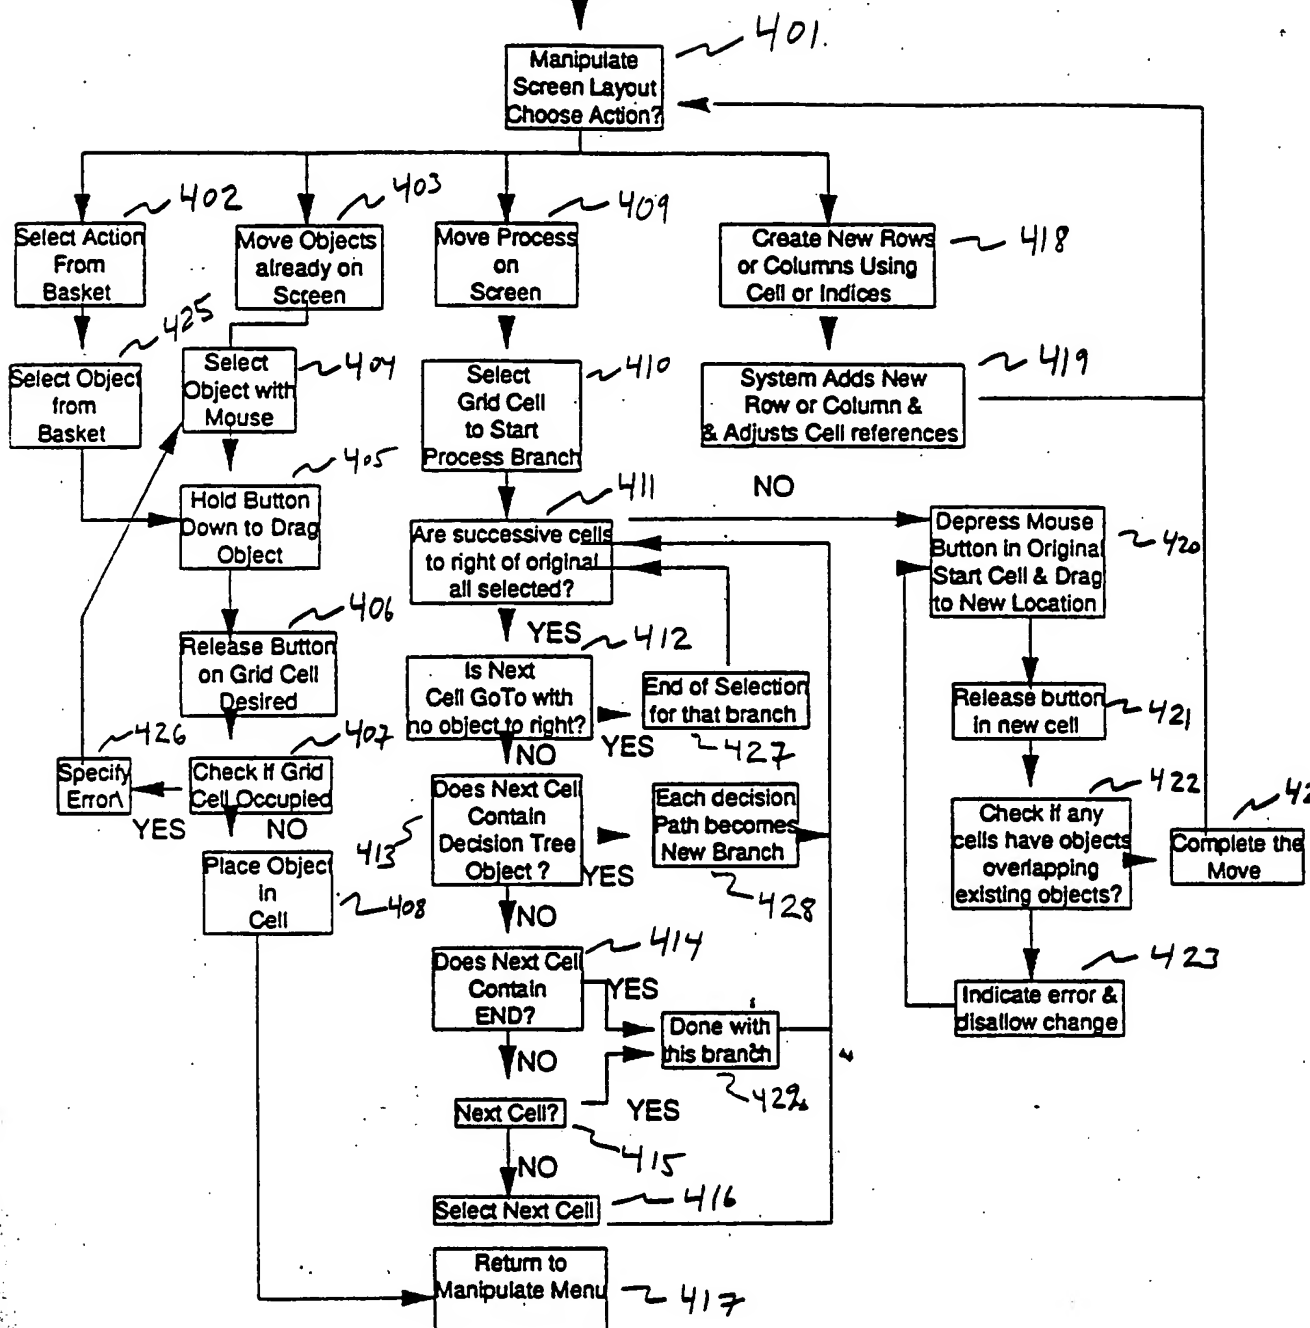 401.
Manipulate
Screen Layout
Choose Action?
402
Select Action
From
Basket
403
Move Objects
already on
Screen
409
Move Process
on
Screen
418
Create New Rows
or Columns Using
Cell or Indices
425
Select Object
from
Basket
404
Select
Object with
Mouse
410
Select
Grid Cell
to Start
Process Branch
419
System Adds New
Row or Column &
& Adjusts Cell references
405
Hold Button
Down to Drag
Object
411
Are successive cells
to right of original
all selected?
NO
YES
420
Depress Mouse
Button in Original
Start Cell & Drag
to New Location
406
Release Button
on Grid Cell
Desired
412
Is Next
Cell GoTo with
no object to right?
YES
NO
End of Selection
for that branch
427
421
Release button
in new cell
426
Specify
Error\
407
Check if Grid
Cell Occupied
YES
NO
413
Does Next Cell
Contain
Decision Tree
Object ?
YES
NO
Each decision
Path becomes
New Branch
428
422
Check if any
cells have objects
overlapping
existing objects?
Complete the
Move
Place Object
in
Cell
408
414
Does Next Cell
Contain
END?
YES
NO
Done with
this branch
429
423
Indicate error &
disallow change
Next Cell?
YES
415
NO
Select Next Cell
416
Return to
Manipulate Menu
417